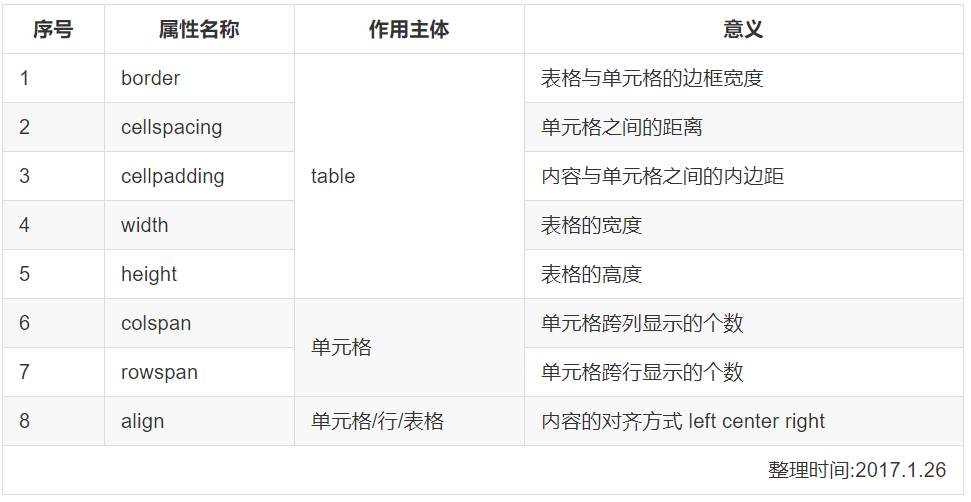 序号 属性名称 作用主体 意义
1 border table 表格与单元格的边框宽度
2 cellspacing 单元格之间的距离
3 cellpadding 内容与单元格之间的内边距
4 width 表格的宽度
5 height 表格的高度
6 colspan 单元格 单元格跨列显示的个数
7 rowspan 单元格跨行显示的个数
8 align 单元格/行/表格 内容的对齐方式 left center right
整理时间:2017.1.26